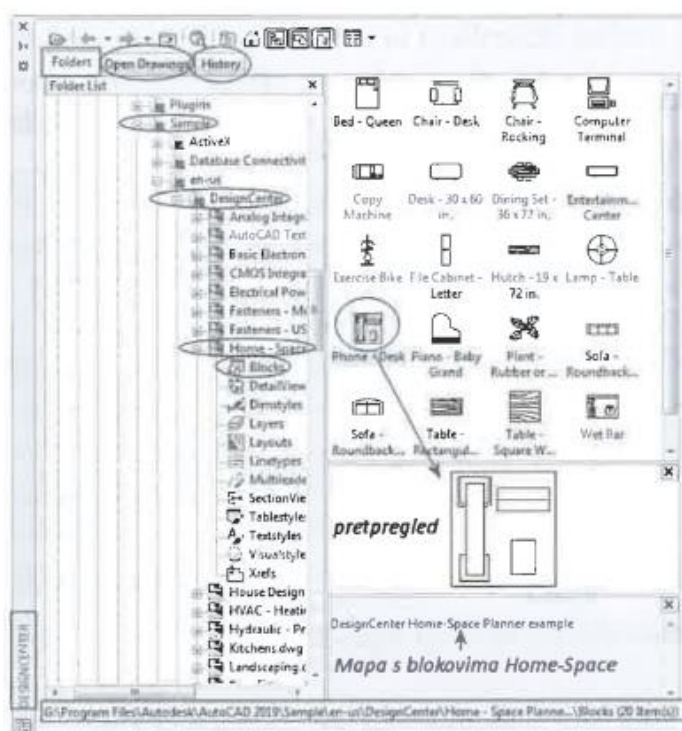 Folders Open Drawings History
Folder List
Plugins
Sample
ActiveX
Database Connectivit
en-us
DesignCenter
Analog Integr
AutoCAD Text
Basic Electron
CMOS Integra
Electrical Pow
Fasteners - Me
Fasteners - US
Home - Space
Blocks
DetailView
Dimstyles
Layers
Layouts
Linetypes
Multileade
SectionVie
Tablestyle
Textstyles
Visualstyle
Xrefs
House Design
HVAC - Heatin
Hydraulic - Pr
Kitchens.dwg
Landscaping.c
Bed - Queen Chair - Desk Chair - Rocking Computer Terminal
Copy Machine Desk - 30 x 60 in. Dining Set - 36 x 72 in. Entertainm... Center
Exercise Bike File Cabinet - Letter Hutch - 19 x 72 in. Lamp - Table
Phone - Desk Piano - Baby Grand Plant - Rubber or ... Sofa - Roundback...
Sofa - Roundback... Table - Rectangul... Table - Square W... Wet Bar
pretpregled
DesignCenter Home-Space Planner example
Mapa s blokovima Home-Space
DESIGNCENTER
G:\Program Files\Autodesk\AutoCAD 2019\Sample\en-us\DesignCenter\Home - Space Planne...\Blocks (20 Item(s))